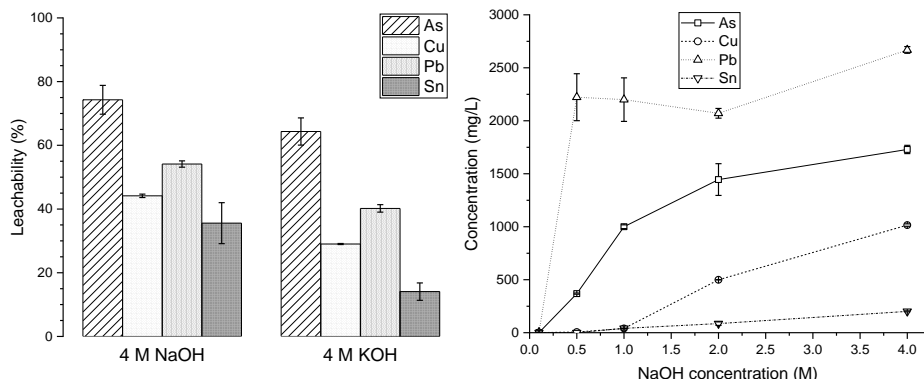 100
80
60
40
20
0
Leachability (%)
As
Cu
Pb
Sn
4 M NaOH
4 M KOH
3000
2500
2000
1500
1000
500
0
Concentration (mg/L)
As
Cu
Pb
Sn
0.0 0.5 1.0 1.5 2.0 2.5 3.0 3.5 4.0
NaOH concentration (M)